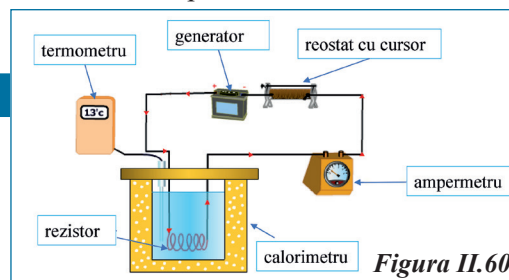 generator
reostat cu cursor
termometru
13°c
ampermetru
rezistor
calorimetru
Figura II.60